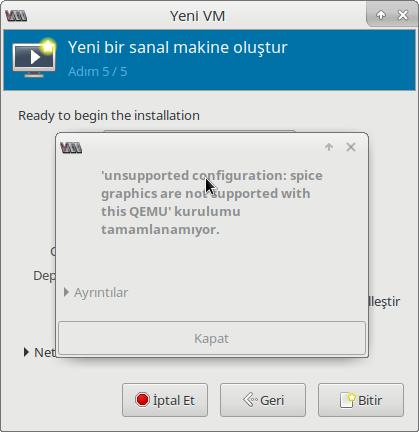 Yeni VM
Yeni bir sanal makine oluştur
Adım 5 / 5
Ready to begin the installation
'unsupported configuration: spice
graphics are not supported with
this QEMU' kurulumu
tamamlanamıyor.
Ayrıntılar
Dep
lleştir
Kapat
Net
İptal Et
Geri
Bitir